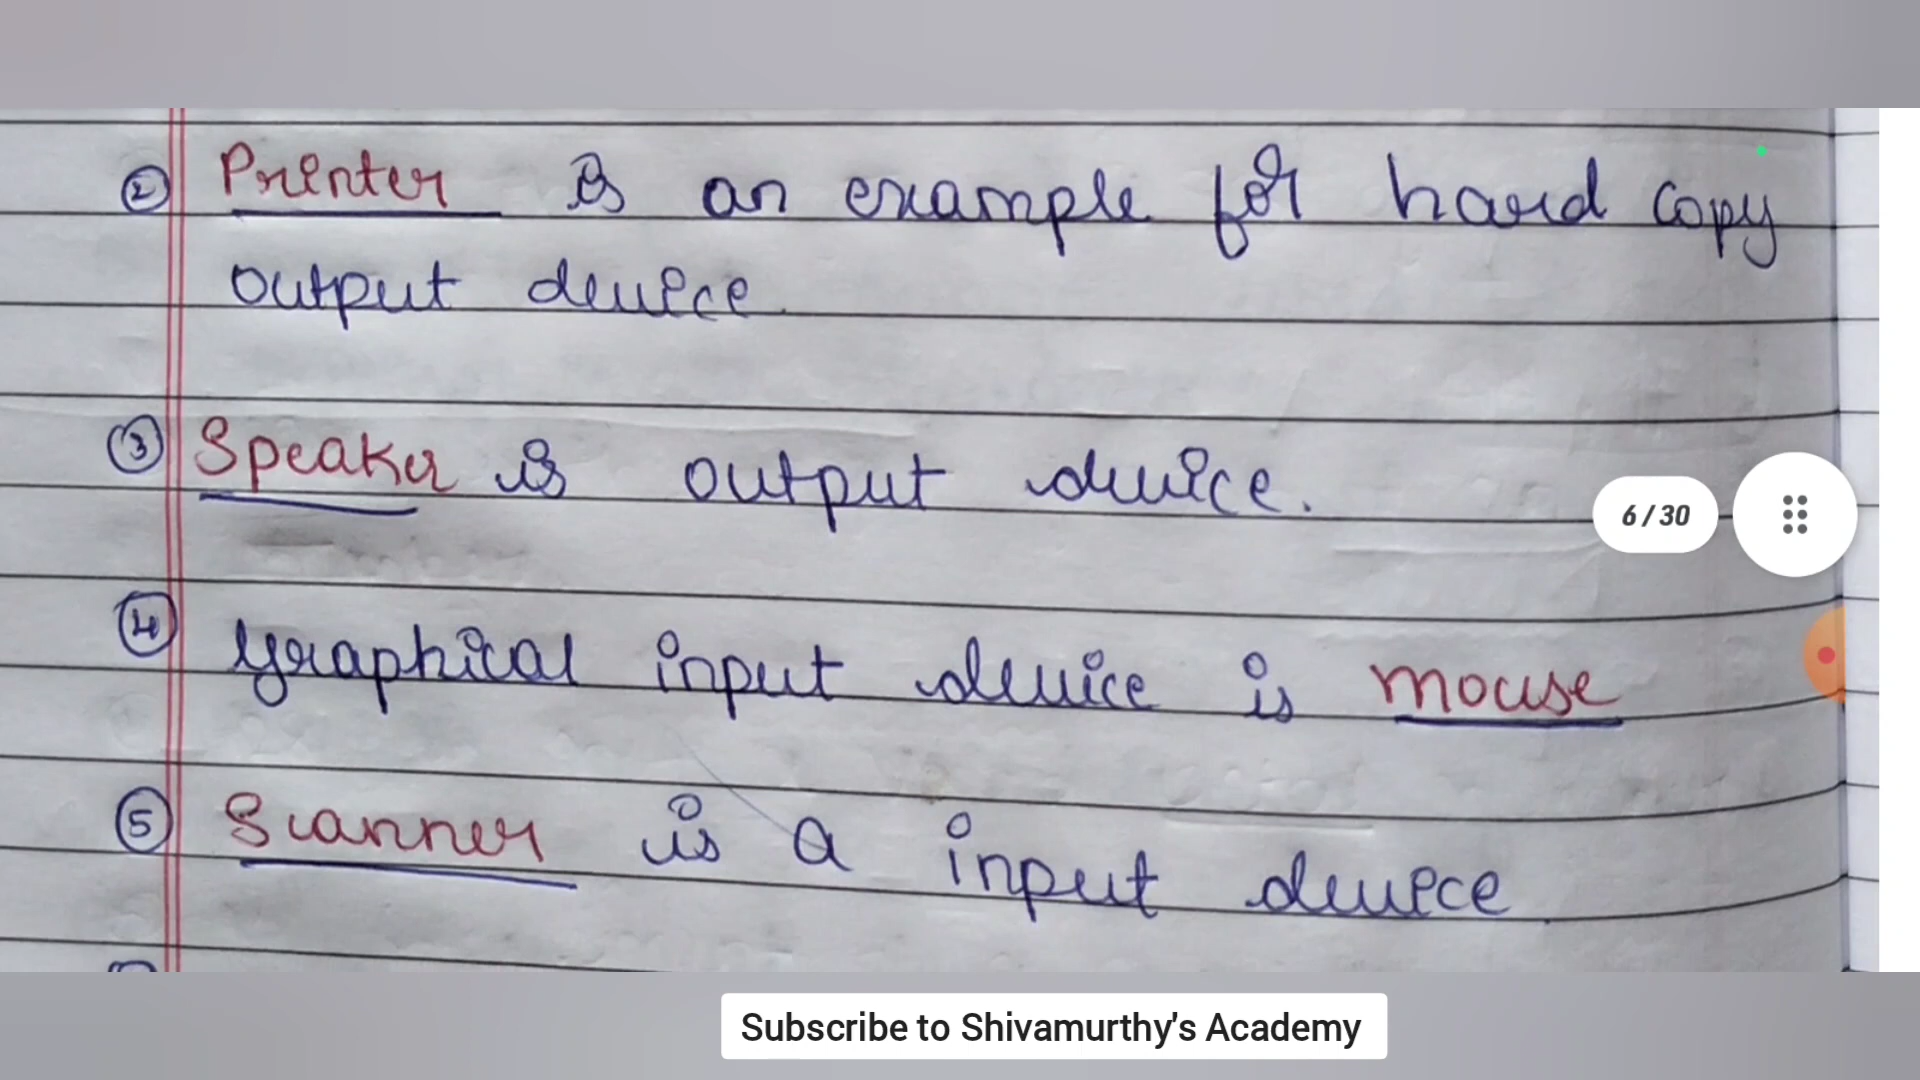 ② Printer is an example for hard copy
output device.
③ Speaker is output device.
6/30
④ Graphical input device is mouse
⑤ Scanner is a input device
Subscribe to Shivamurthy's Academy